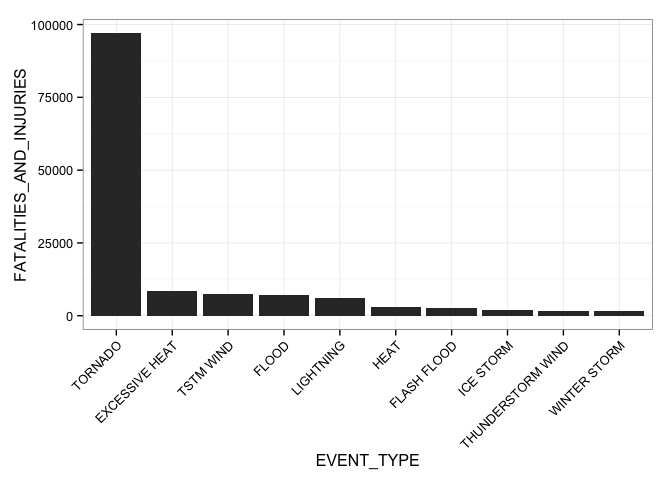 FATALITIES_AND_INJURIES
100000
75000
50000
25000
0
TORNADO
EXCESSIVE HEAT
TSTM WIND
FLOOD
LIGHTNING
HEAT
FLASH FLOOD
ICE STORM
THUNDERSTORM WIND
WINTER STORM
EVENT_TYPE